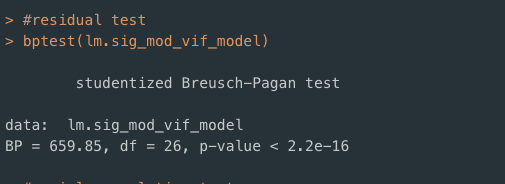 > #residual test
> bptest(lm.sig_mod_vif_model)
studentized Breusch-Pagan test
data:  lm.sig_mod_vif_model
BP = 659.85, df = 26, p-value < 2.2e-16